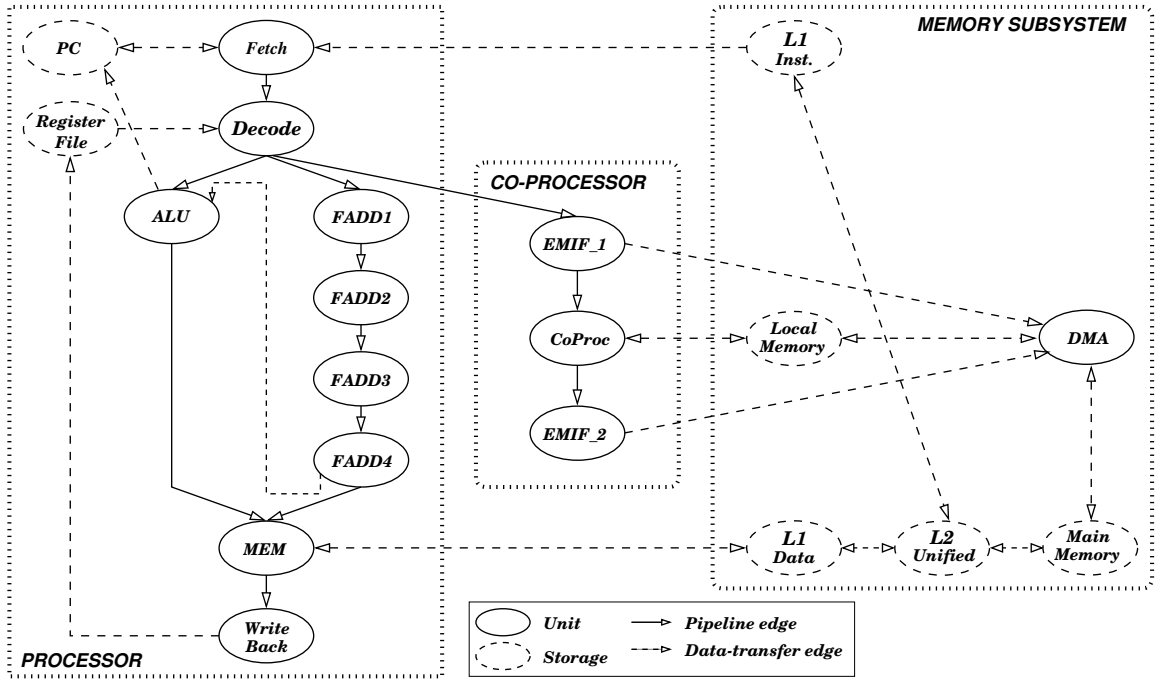 PC
Fetch
L1
Inst.
MEMORY SUBSYSTEM
Register
File
Decode
CO-PROCESSOR
ALU
FADD1
EMIF_1
FADD2
CoProc
Local
Memory
DMA
FADD3
EMIF_2
FADD4
MEM
L1
Data
L2
Unified
Main
Memory
Write
Back
PROCESSOR
Unit
Pipeline edge
Storage
Data-transfer edge